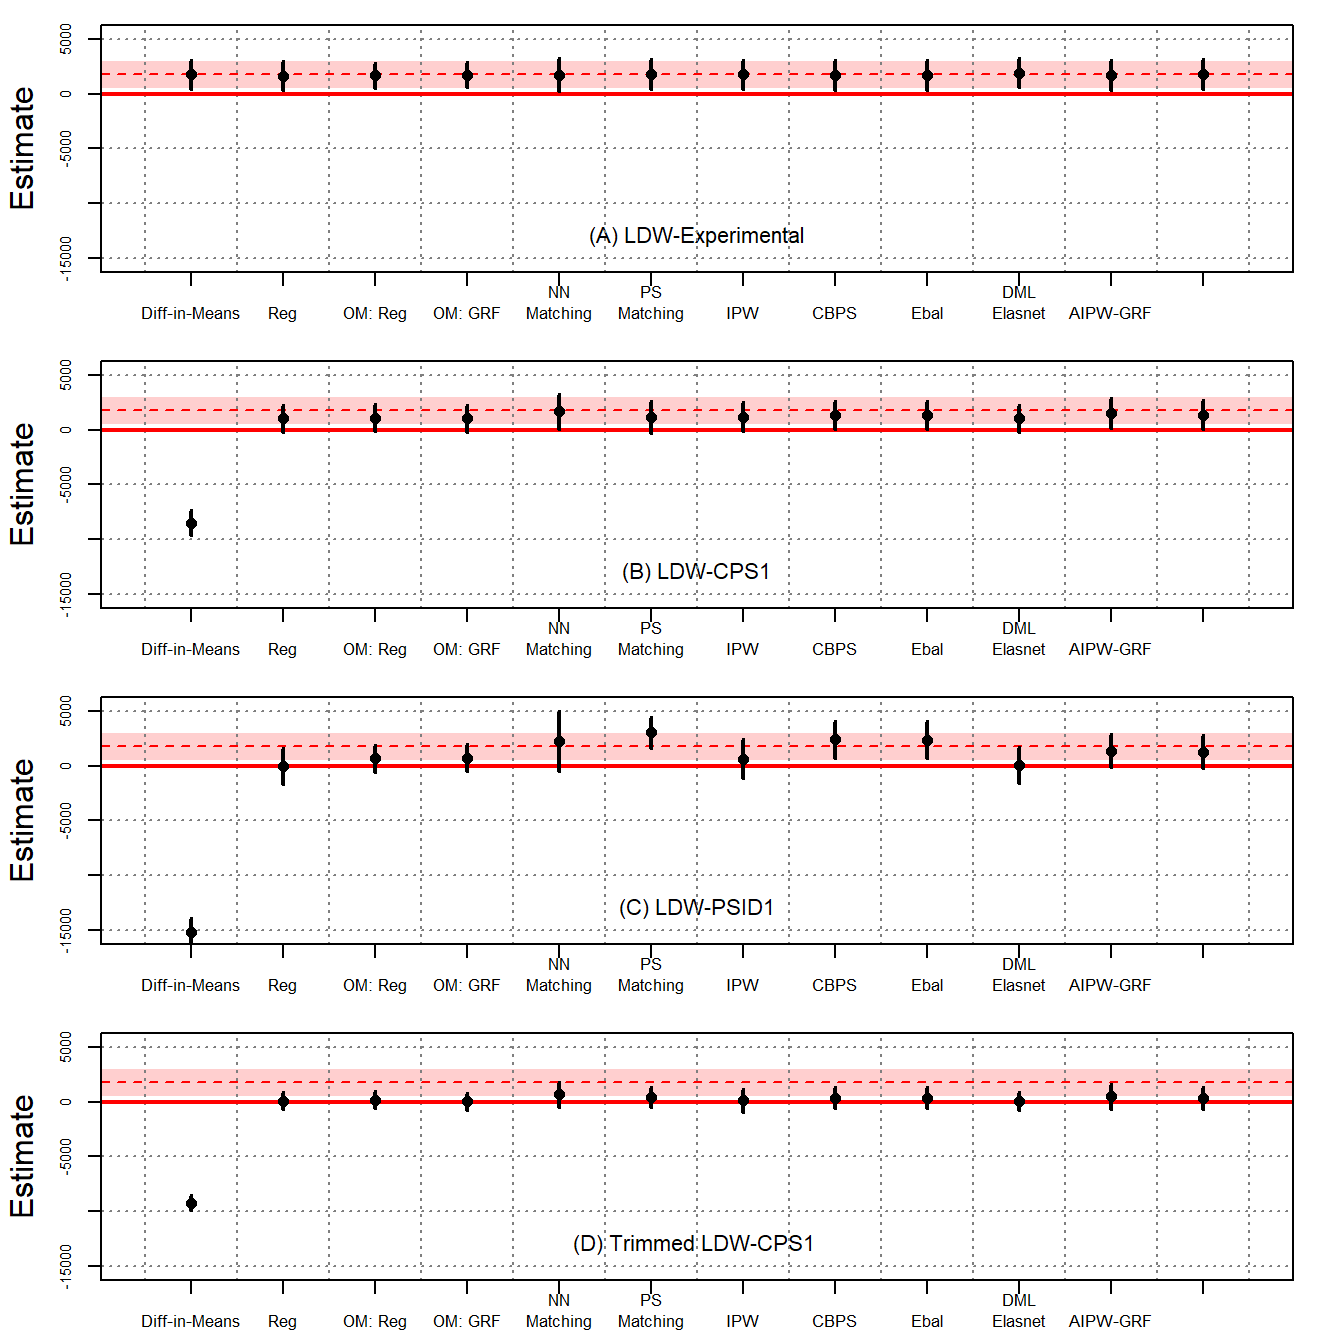 Estimate
5000
0
-5000
-15000
(A) LDW-Experimental
NN PS DML
Diff-in-Means Reg OM: Reg OM: GRF Matching Matching IPW CBPS Ebal Elasnet AIPW-GRF
Estimate
5000
0
-5000
-15000
(B) LDW-CPS1
NN PS DML
Diff-in-Means Reg OM: Reg OM: GRF Matching Matching IPW CBPS Ebal Elasnet AIPW-GRF
Estimate
5000
0
-5000
-15000
(C) LDW-PSID1
NN PS DML
Diff-in-Means Reg OM: Reg OM: GRF Matching Matching IPW CBPS Ebal Elasnet AIPW-GRF
Estimate
5000
0
-5000
-15000
(D) Trimmed LDW-CPS1
NN PS DML
Diff-in-Means Reg OM: Reg OM: GRF Matching Matching IPW CBPS Ebal Elasnet AIPW-GRF